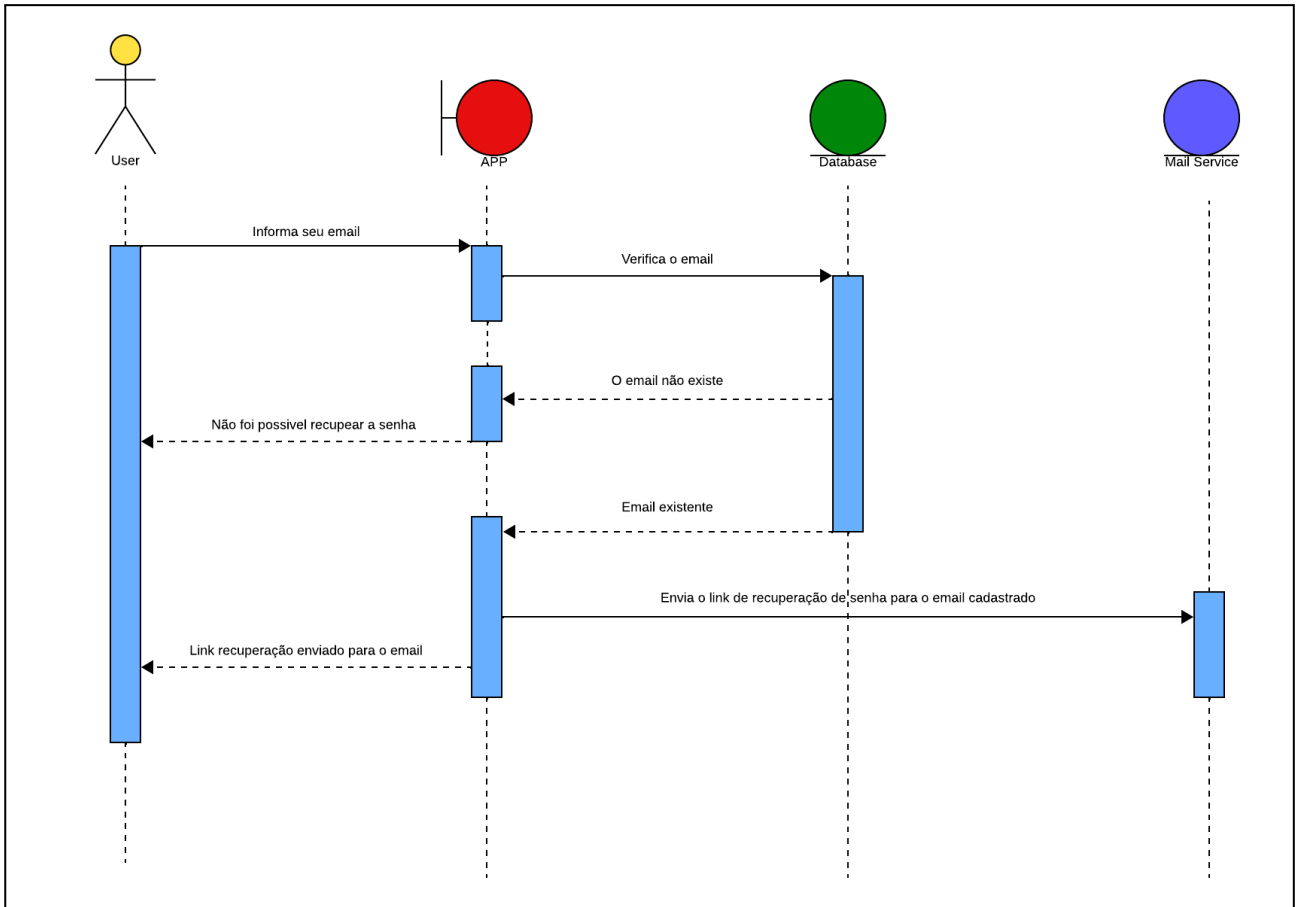 User
APP
Database
Mail Service
Informa seu email
Verifica o email
O email não existe
Não foi possivel recupear a senha
Email existente
Envia o link de recuperação de senha para o email cadastrado
Link recuperação enviado para o email